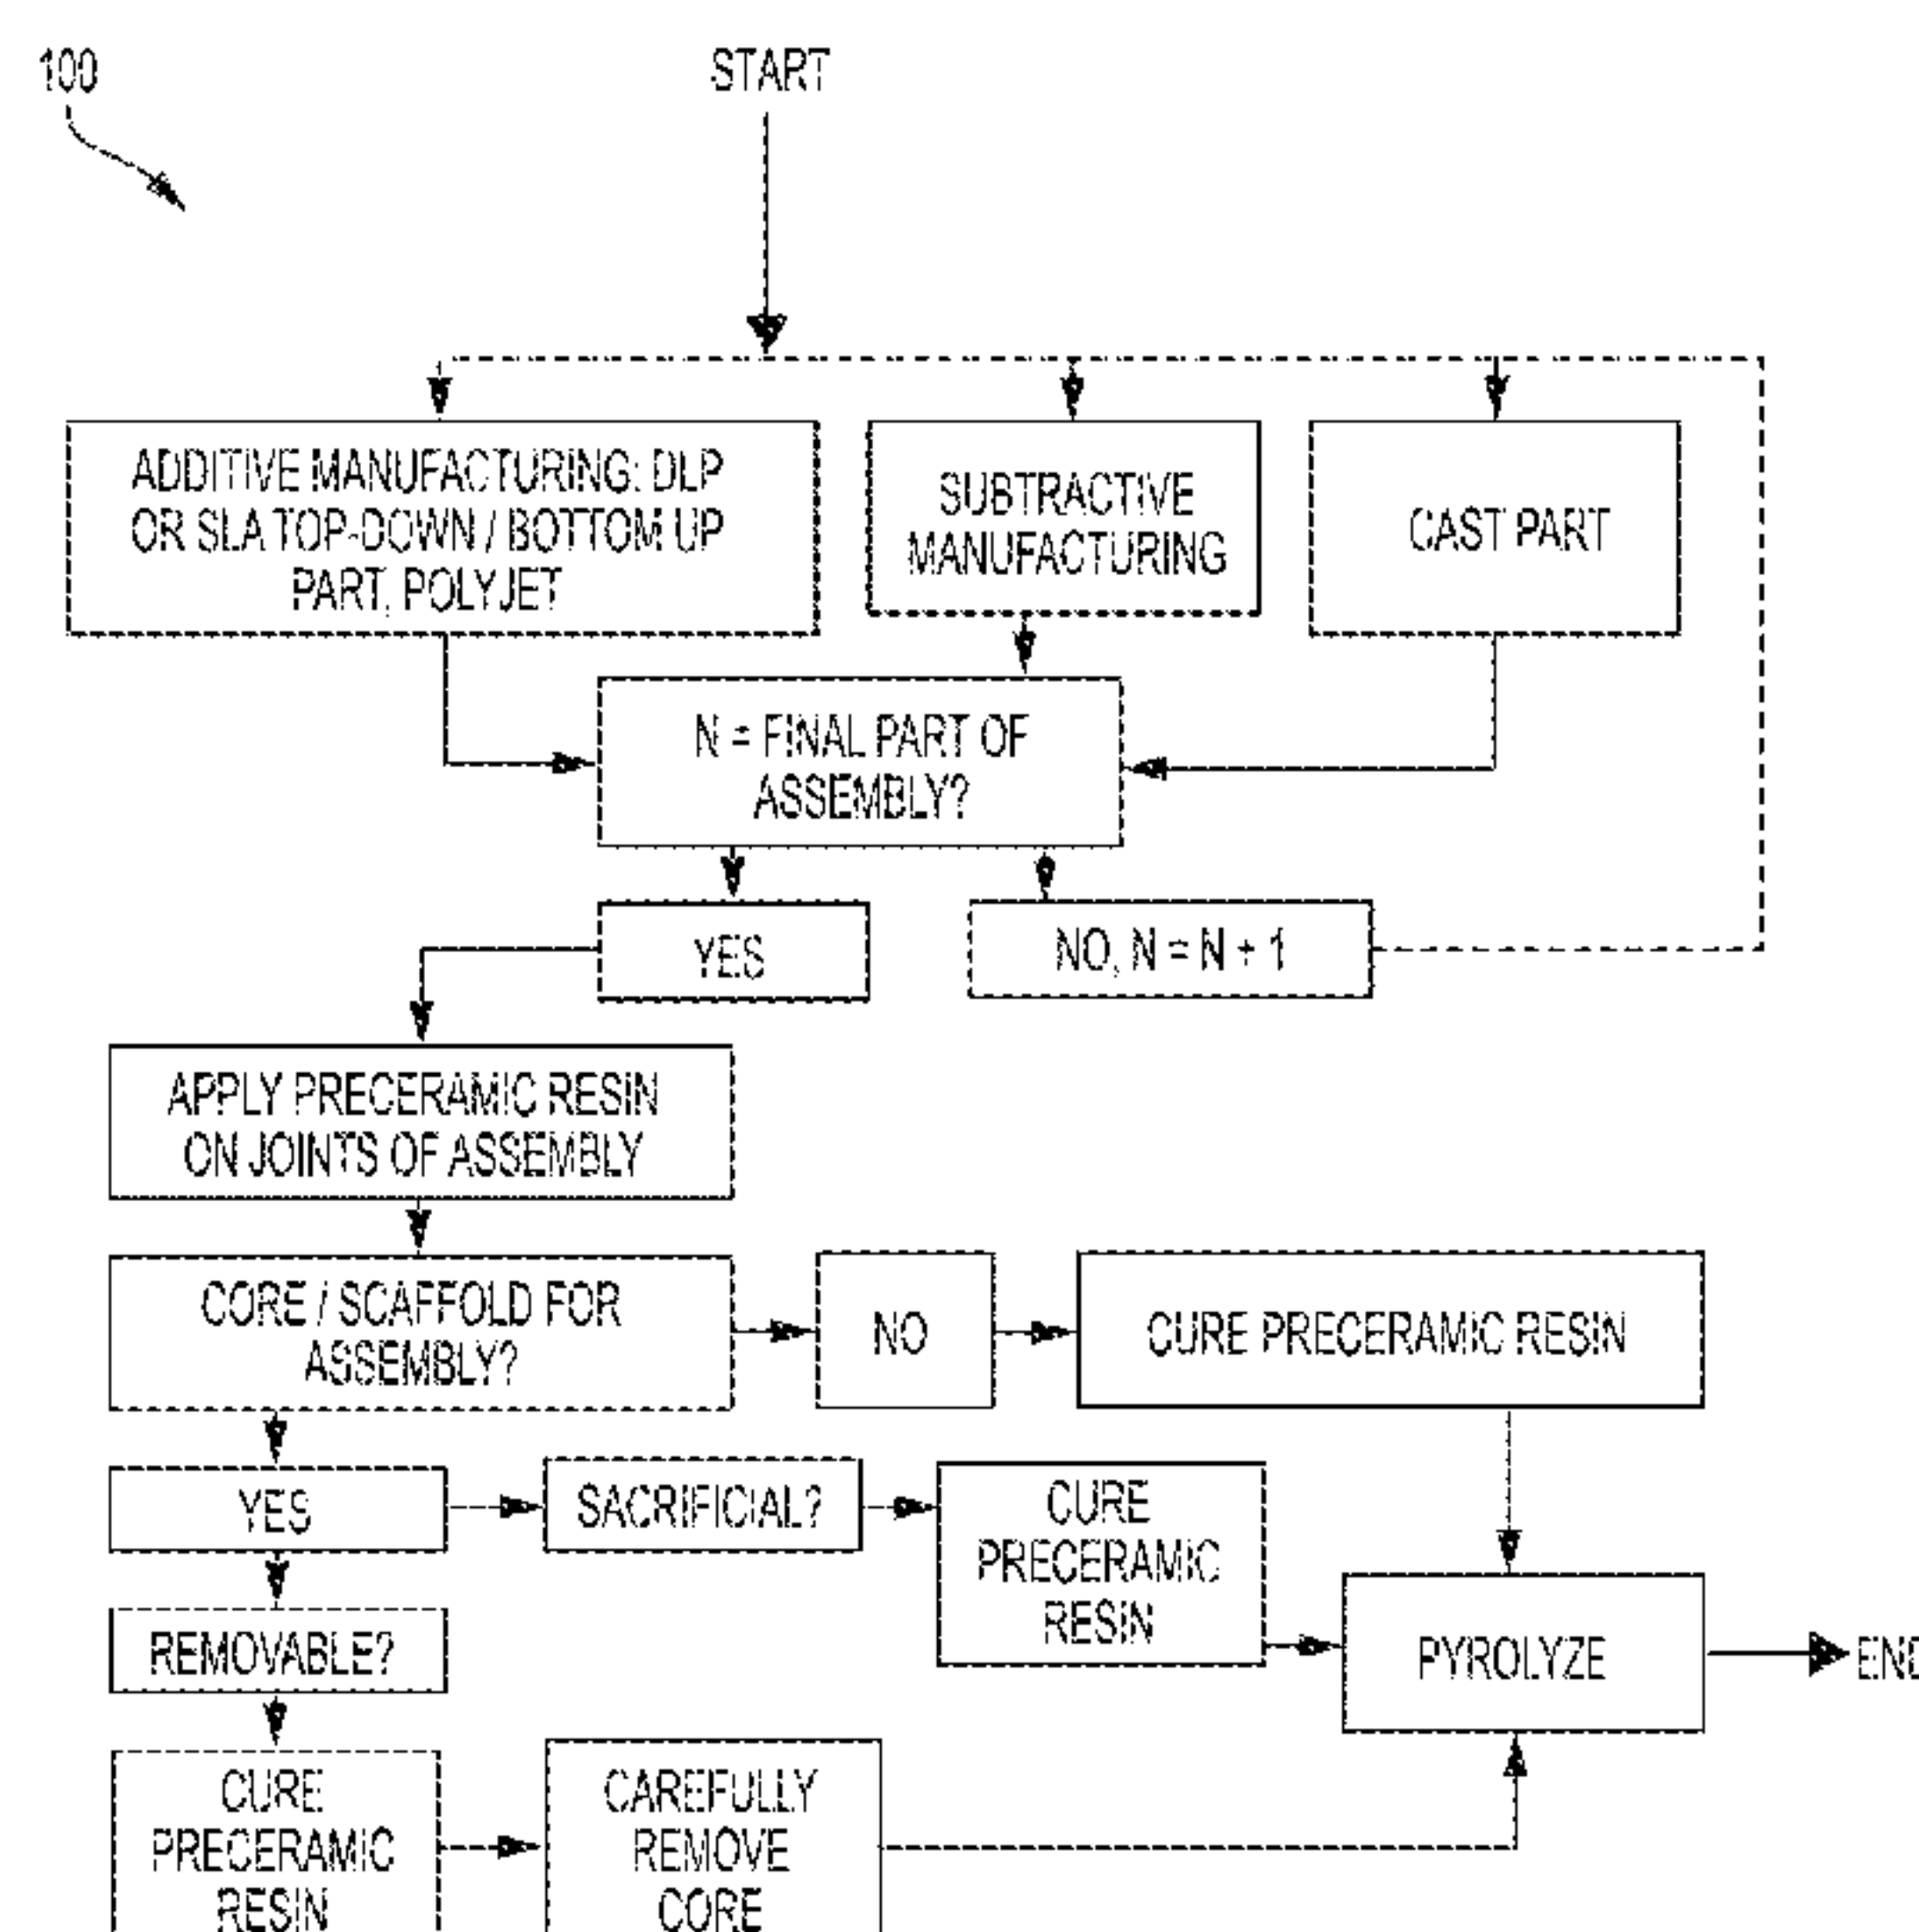 100
START
ADDITIVE MANUFACTURING: DLP
OR SLA TOP-DOWN / BOTTOM UP
PART, POLYJET
SUBTRACTIVE
MANUFACTURING
CAST PART
N = FINAL PART OF
ASSEMBLY?
YES
NO, N = N + 1
APPLY PRECERAMIC RESIN
ON JOINTS OF ASSEMBLY
CORE / SCAFFOLD FOR
ASSEMBLY?
NO
CURE PRECERAMIC RESIN
YES
SACRIFICIAL?
CURE
PRECERAMIC
RESIN
REMOVABLE?
PYROLYZE
END
CURE
PRECERAMIC
RESIN
CAREFULLY
REMOVE
CORE